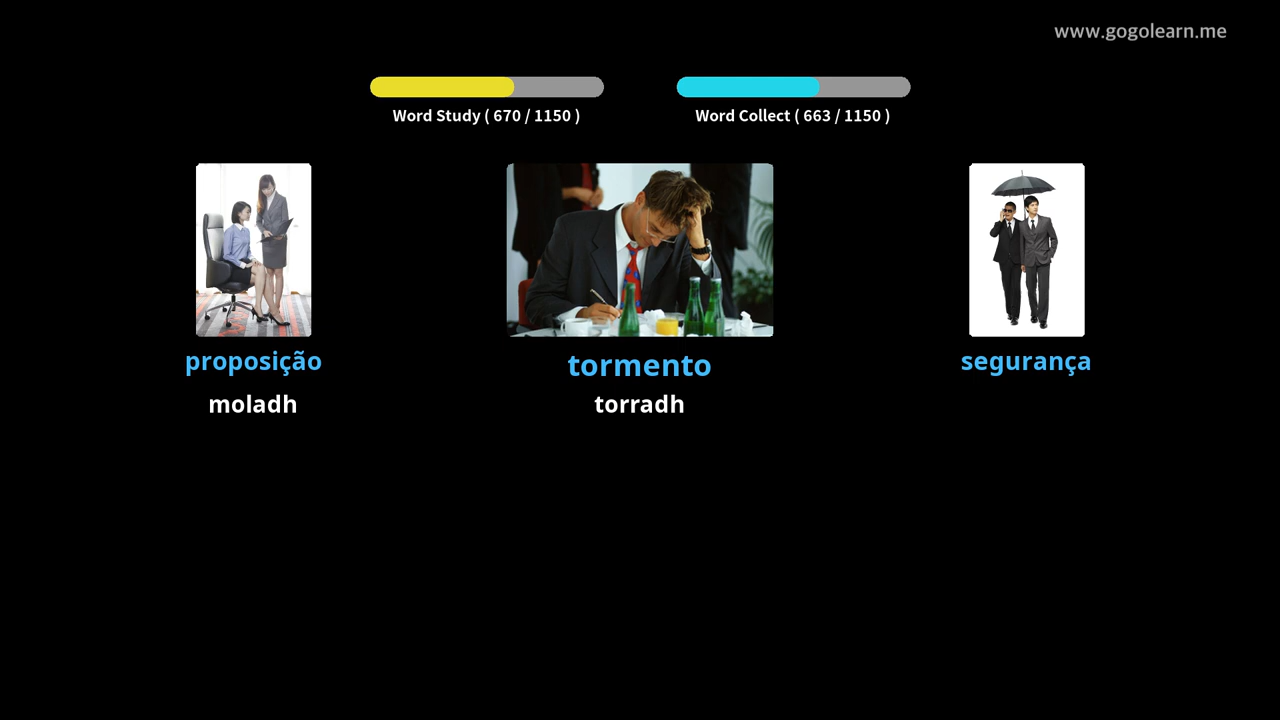 www.gogolearn.me
Word Study ( 670 / 1150 )
Word Collect ( 663 / 1150 )
proposição
tormento
segurança
moladh
torradh